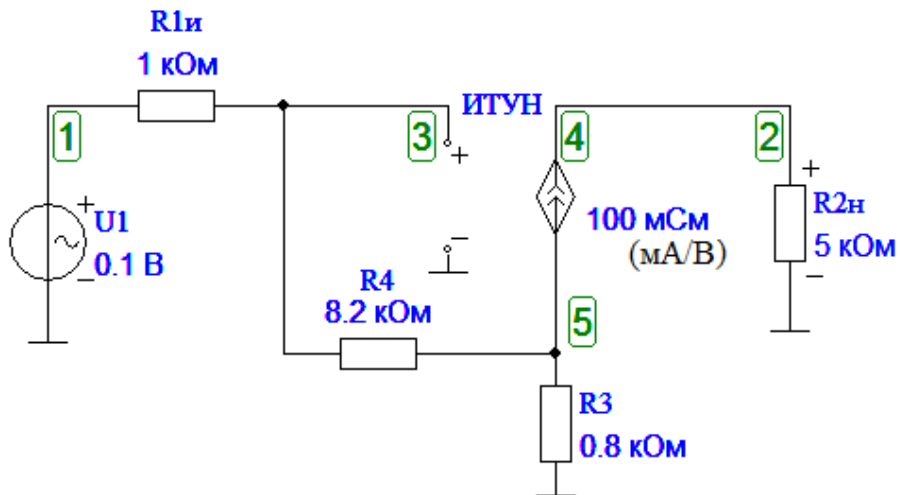 R1и
1 кОм
ИТУН
1
3
4
2
+
+
+
U1
0.1 В
−
−
100 мСм
(мА/В)
R2н
5 кОм
−
R4
8.2 кОм
5
R3
0.8 кОм